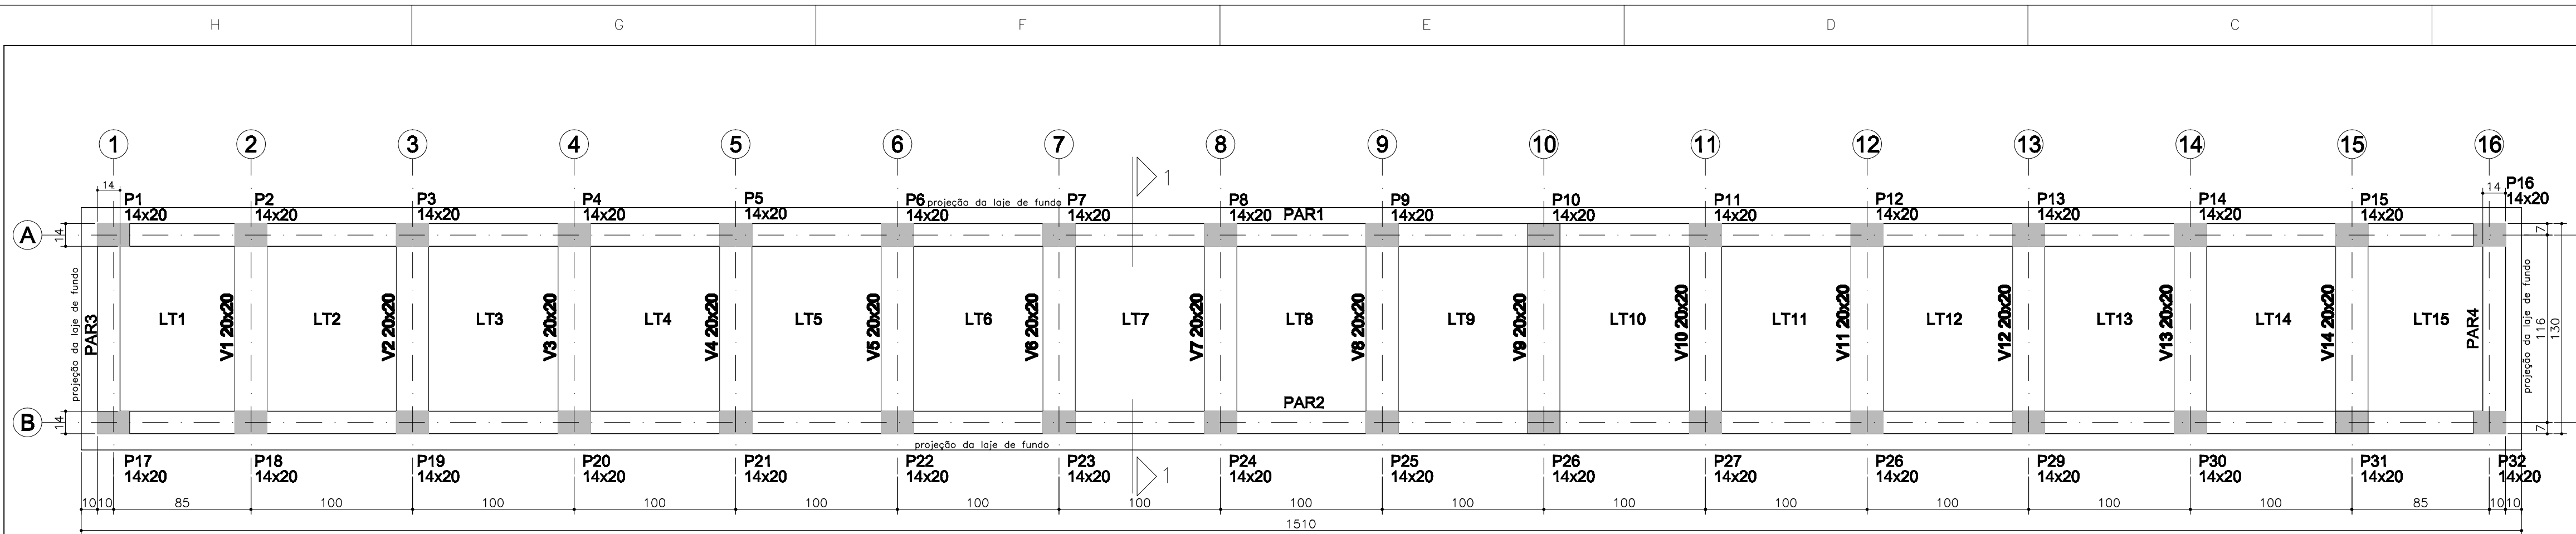 H G F E D C
1 2 3 4 5 6 7 8 9 10 11 12 13 14 15 16
1
14
14
P1 P2 P3 P4 P5 P6 P7 P8 P9 P10 P11 P12 P13 P14 P15 P16
14x20 14x20 14x20 14x20 14x20 14x20 14x20 14x20 14x20 14x20 14x20 14x20 14x20 14x20 14x20 14x20
projeção da laje de fundo
PAR1
A
14
7
projeção da laje de fundo
PAR3
LT1 LT2 LT3 LT4 LT5 LT6 LT7 LT8 LT9 LT10 LT11 LT12 LT13 LT14 LT15
V1 20x20
V2 20x20
V3 20x20
V4 20x20
V5 20x20
V6 20x20
V7 20x20
V8 20x20
V9 20x20
V10 20x20
V11 20x20
V12 20x20
V13 20x20
V14 20x20
PAR4
projeção da laje de fundo
116
130
PAR2
B
14
7
projeção da laje de fundo
P17 P18 P19 P20 P21 P22 P23 P24 P25 P26 P27 P26 P29 P30 P31 P32
14x20 14x20 14x20 14x20 14x20 14x20 14x20 14x20 14x20 14x20 14x20 14x20 14x20 14x20 14x20 14x20
1
10 10 85 100 100 100 100 100 100 100 100 100 100 100 100 100 85 10 10
1510